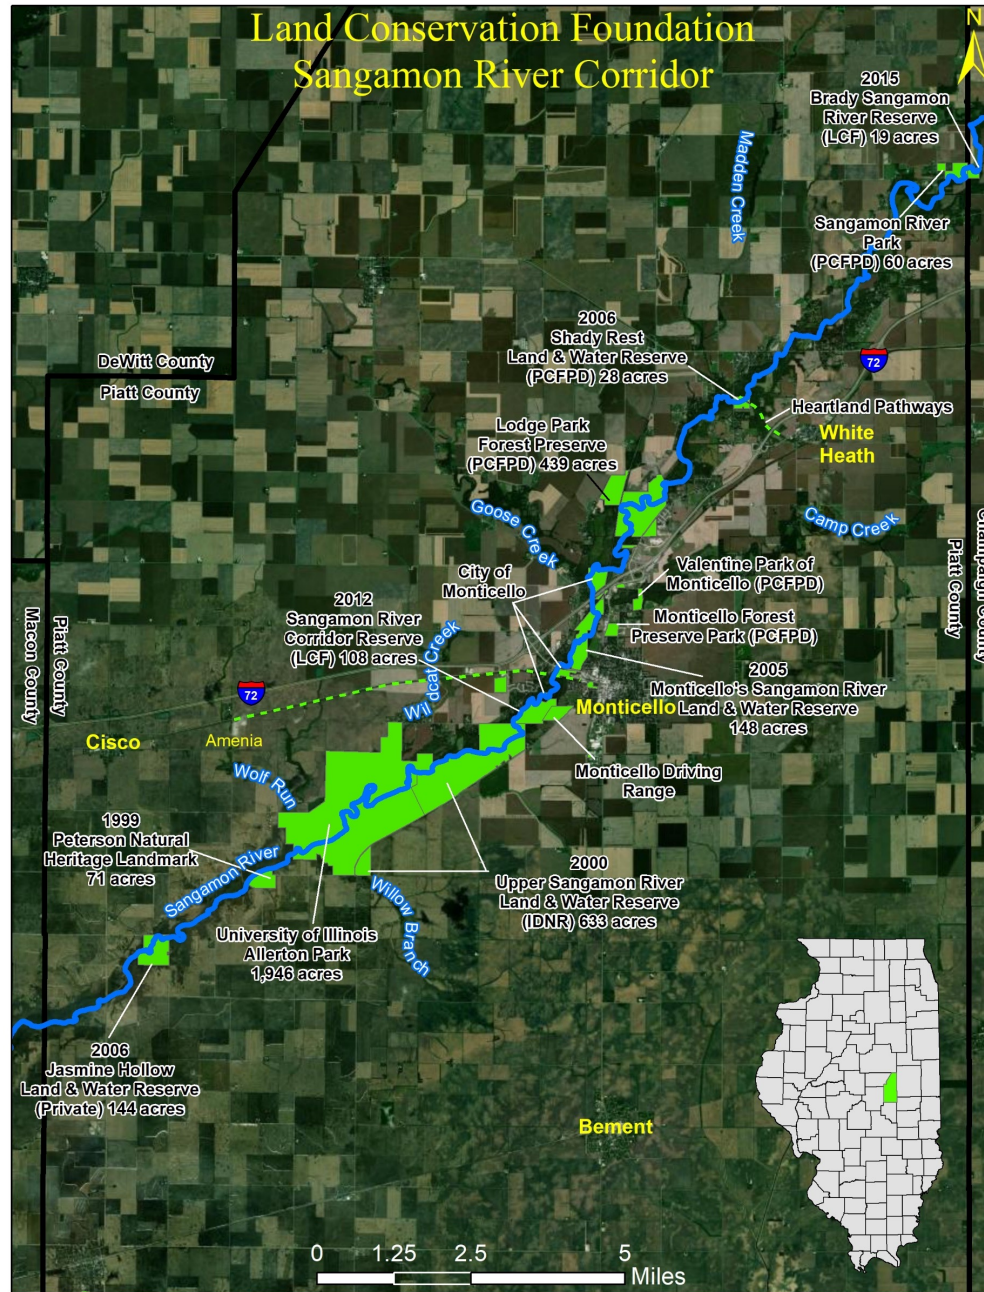 Land Conservation Foundation
Sangamon River Corridor
N
2015
Brady Sangamon
River Reserve
(LCF) 19 acres
Madden Creek
Sangamon River
Park
(PCFPD) 60 acres
2006
Shady Rest
Land & Water Reserve
(PCFPD) 28 acres
DeWitt County
Piatt County
72
Heartland Pathways
White
Heath
Lodge Park
Forest Preserve
(PCFPD) 439 acres
Goose Creek
Camp Creek
Champaign County
Piatt County
City of
Monticello
Valentine Park of
Monticello (PCFPD)
2012
Sangamon River
Corridor Reserve
(LCF) 108 acres
Monticello Forest
Preserve Park (PCFPD)
Macon County
Piatt County
Wildcat Creek
72
2005
Monticello's Sangamon River
Land & Water Reserve
148 acres
Monticello
Cisco
Amenia
Wolf Run
Monticello Driving
Range
1999
Peterson Natural
Heritage Landmark
71 acres
Sangamon River
2000
Upper Sangamon River
Land & Water Reserve
(IDNR) 633 acres
Willow Branch
University of Illinois
Allerton Park
1,946 acres
2006
Jasmine Hollow
Land & Water Reserve
(Private) 144 acres
Bement
0 1.25 2.5 5
Miles